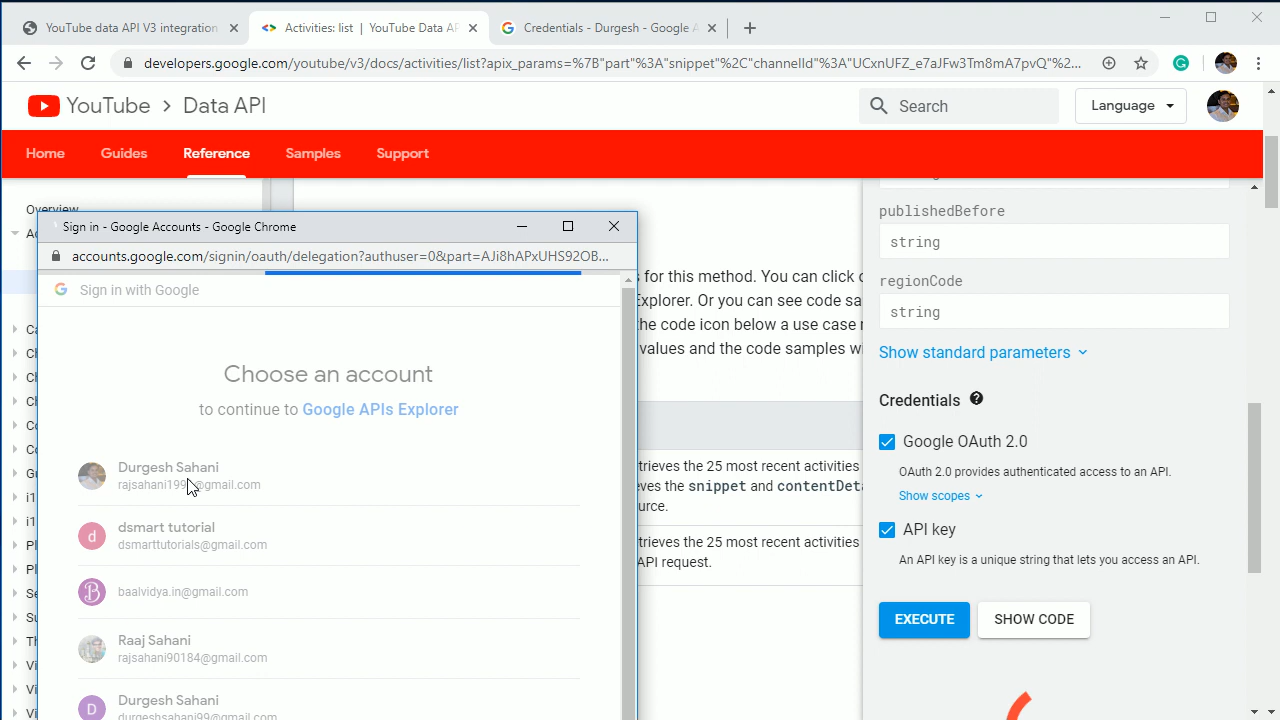 YouTube data API V3 integration
Activities: list | YouTube Data AP
Credentials - Durgesh - Google A
developers.google.com/youtube/v3/docs/activities/list?apix_params=%7B"part"%3A"snippet"%2C"channelId"%3A"UCxnUFZ_e7aJFw3Tm8mA7pvQ"%2...
YouTube > Data API
Search
Language
Home Guides Reference Samples Support
Overview
Sign in - Google Accounts - Google Chrome
accounts.google.com/signin/oauth/delegation?authuser=0&part=AJi8hAPxUHS92OB...
Sign in with Google
Choose an account
to continue to Google APIs Explorer
Durgesh Sahani
d
dsmart tutorial
dsmarttutorials@gmail.com
B
baalvidya.in@gmail.com
Raaj Sahani
rajsahani90184@gmail.com
D
Durgesh Sahani
durgeshsahani99@gmail.com
s for this method. You can click o
Explorer. Or you can see code sa
the code icon below a use case r
values and the code samples wi
trieves the 25 most recent activities
ves the snippet and contentDeta
urce.
trieves the 25 most recent activities
API request.
publishedBefore
string
regionCode
string
Show standard parameters
Credentials
Google OAuth 2.0
OAuth 2.0 provides authenticated access to an API.
Show scopes
API key
An API key is a unique string that lets you access an API.
EXECUTE
SHOW CODE